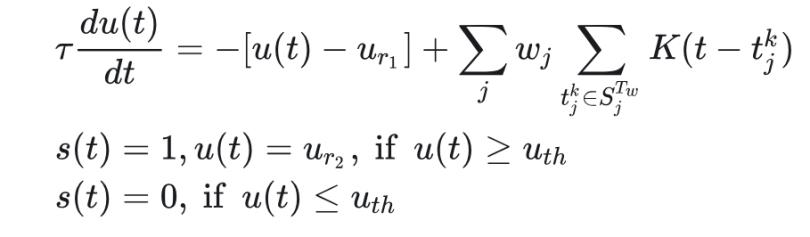 τ du(t)/dt = −[u(t) − u_{r_1}] + ∑_j w_j ∑_{t_j^k ∈ S_j^{Tw}} K(t − t_j^k)
s(t) = 1, u(t) = u_{r_2}, if u(t) ≥ u_{th}
s(t) = 0, if u(t) ≤ u_{th}